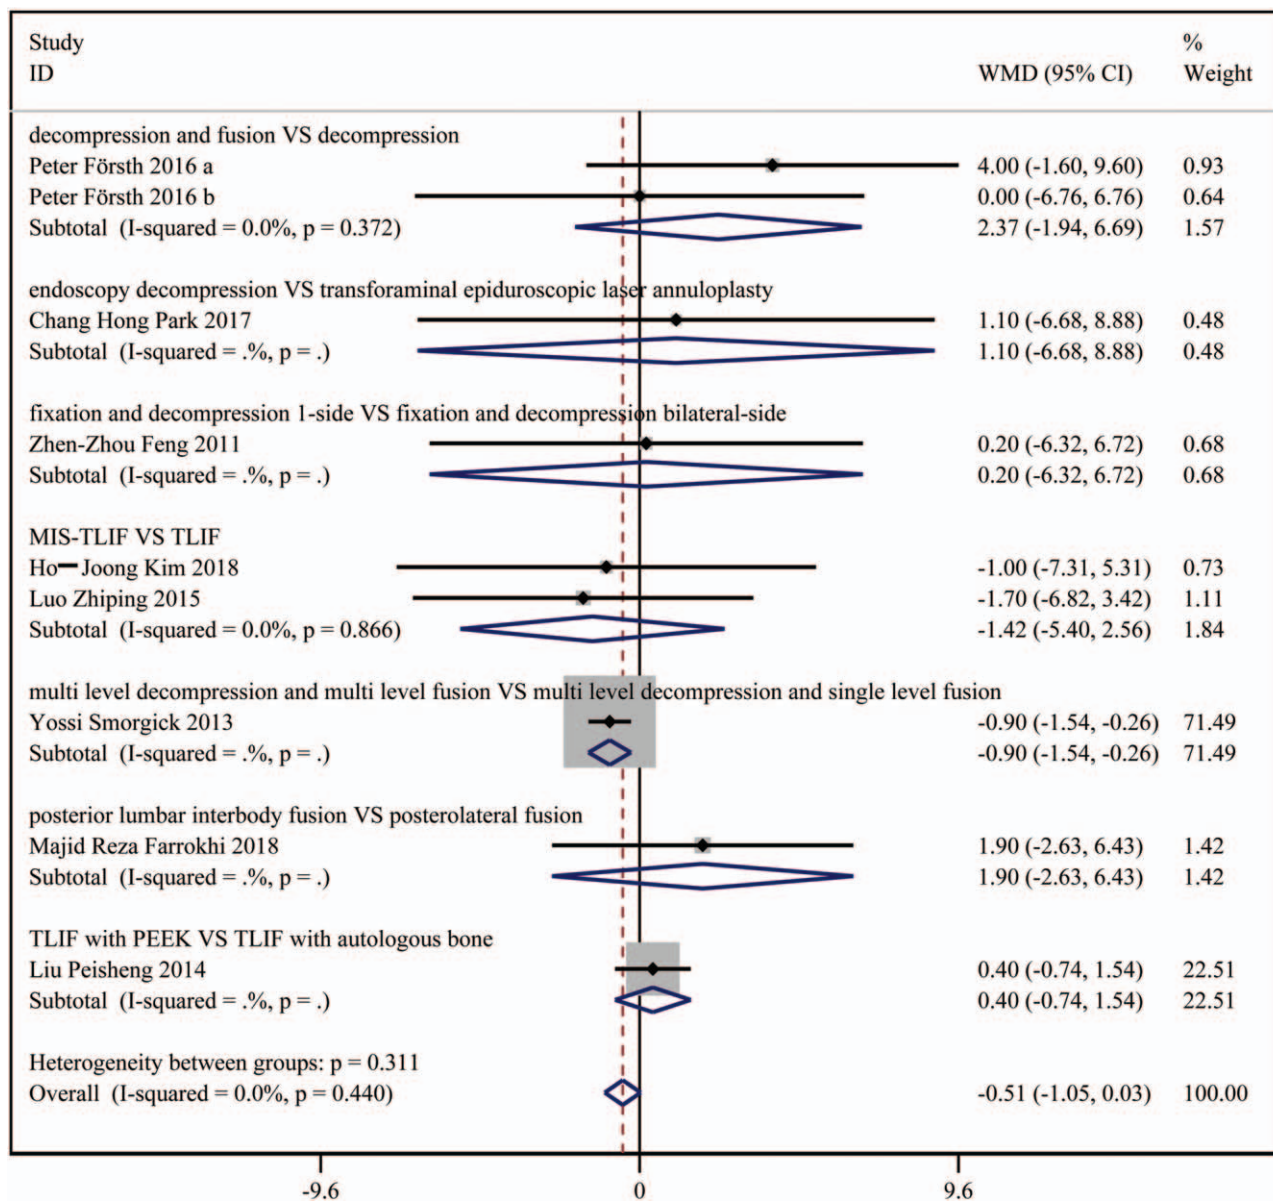 Study %
ID WMD (95% CI) Weight
decompression and fusion VS decompression
Peter Försth 2016 a 4.00 (-1.60, 9.60) 0.93
Peter Försth 2016 b 0.00 (-6.76, 6.76) 0.64
Subtotal (I-squared = 0.0%, p = 0.372) 2.37 (-1.94, 6.69) 1.57
endoscopy decompression VS transforaminal epiduroscopic laser annuloplasty
Chang Hong Park 2017 1.10 (-6.68, 8.88) 0.48
Subtotal (I-squared = .%, p = .) 1.10 (-6.68, 8.88) 0.48
fixation and decompression 1-side VS fixation and decompression bilateral-side
Zhen-Zhou Feng 2011 0.20 (-6.32, 6.72) 0.68
Subtotal (I-squared = .%, p = .) 0.20 (-6.32, 6.72) 0.68
MIS-TLIF VS TLIF
Ho━Joong Kim 2018 -1.00 (-7.31, 5.31) 0.73
Luo Zhiping 2015 -1.70 (-6.82, 3.42) 1.11
Subtotal (I-squared = 0.0%, p = 0.866) -1.42 (-5.40, 2.56) 1.84
multi level decompression and multi level fusion VS multi level decompression and single level fusion
Yossi Smorgick 2013 -0.90 (-1.54, -0.26) 71.49
Subtotal (I-squared = .%, p = .) -0.90 (-1.54, -0.26) 71.49
posterior lumbar interbody fusion VS posterolateral fusion
Majid Reza Farrokhi 2018 1.90 (-2.63, 6.43) 1.42
Subtotal (I-squared = .%, p = .) 1.90 (-2.63, 6.43) 1.42
TLIF with PEEK VS TLIF with autologous bone
Liu Peisheng 2014 0.40 (-0.74, 1.54) 22.51
Subtotal (I-squared = .%, p = .) 0.40 (-0.74, 1.54) 22.51
Heterogeneity between groups: p = 0.311
Overall (I-squared = 0.0%, p = 0.440) -0.51 (-1.05, 0.03) 100.00
-9.6 0 9.6